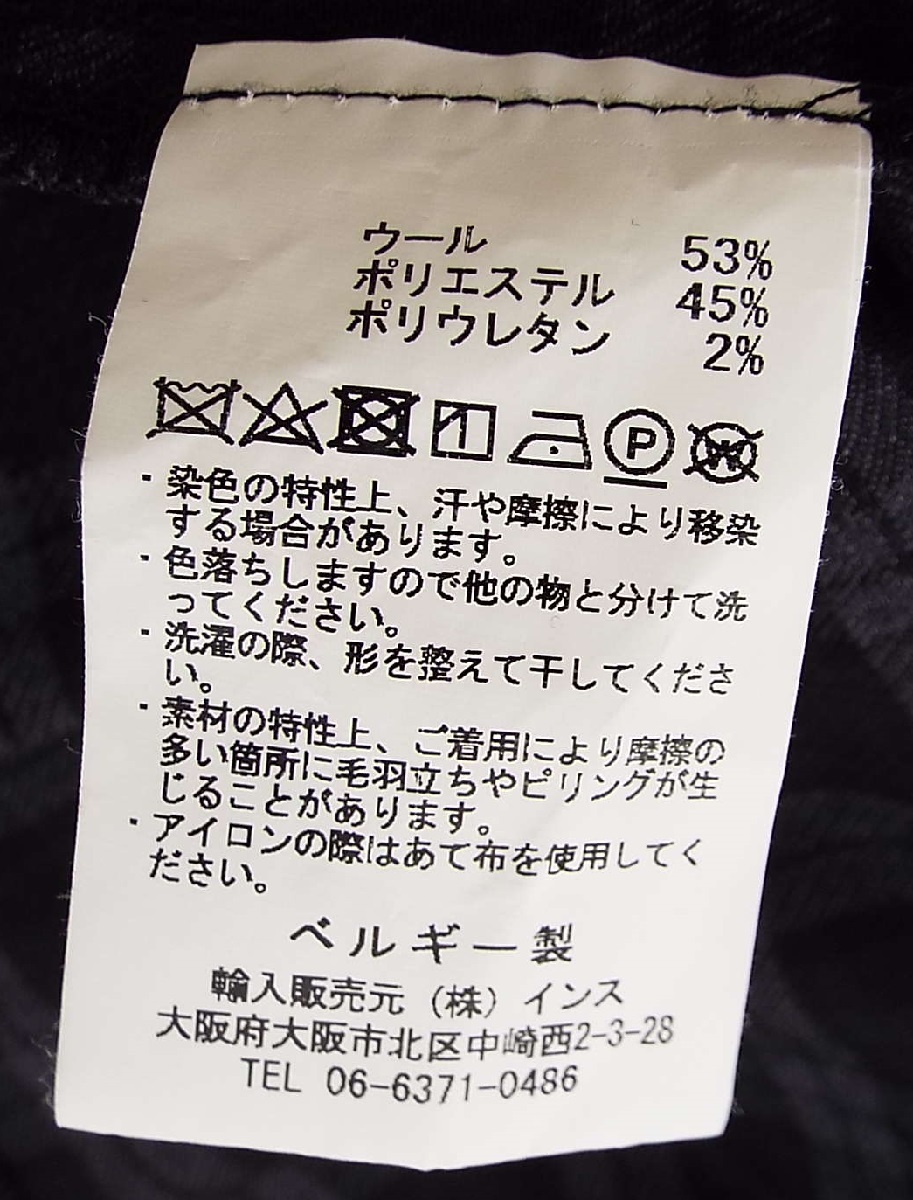 ウール 53%
ポリエステル 45%
ポリウレタン 2%
P W
・染色の特性上、汗や摩擦により移染
する場合があります。
・色落ちしますので他の物と分けて洗
ってください。
・洗濯の際、形を整えて干してくださ
い。
・素材の特性上、ご着用により摩擦の
多い箇所に毛羽立ちやピリングが生
じることがあります。
・アイロンの際はあて布を使用してく
ださい。
ベルギー製
輸入販売元（株）インス
大阪府大阪市北区中崎西2-3-28
TEL 06-6371-0486